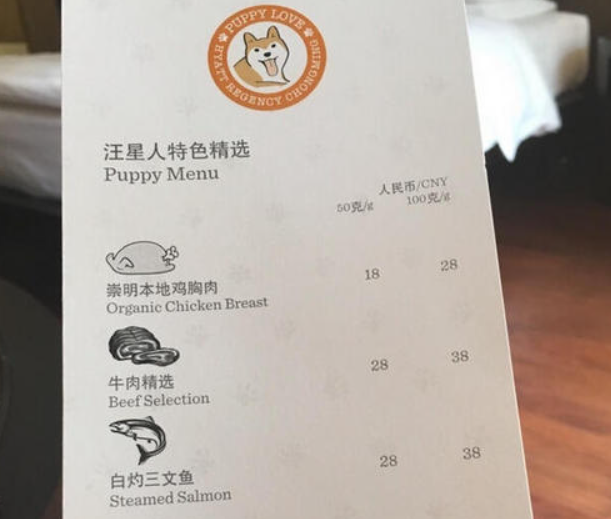 PUPPY LOVE
HYATT REGENCY CHONGMING
汪星人特色精选
Puppy Menu
人民币/CNY
50克/g 100克/g
崇明本地鸡胸肉 18 28
Organic Chicken Breast
牛肉精选 28 38
Beef Selection
白灼三文鱼 28 38
Steamed Salmon